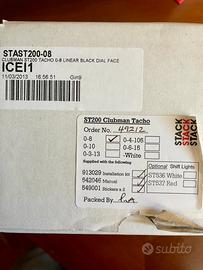 STAST200-08
CLUBMAN ST200 TACHO 0-8 LINEAR BLACK DIAL FACE
ICEI1
11/03/2013 16:56:51
ST200 Clubman Tacho
Order No. 49212
0-8 0-4-105
0-10 0-6-15
0-3-13 -White
Supplied with the following
913029 Installation kit
542046 Manual
549001 Stickers x 2
Packed By
Optional Shift Lights
ST536 White
ST537 Red
STACK
STACK
STACK
subito